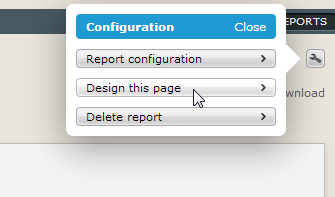 Configuration Close
EPORTS
Report configuration
Design this page
wnload
Delete report